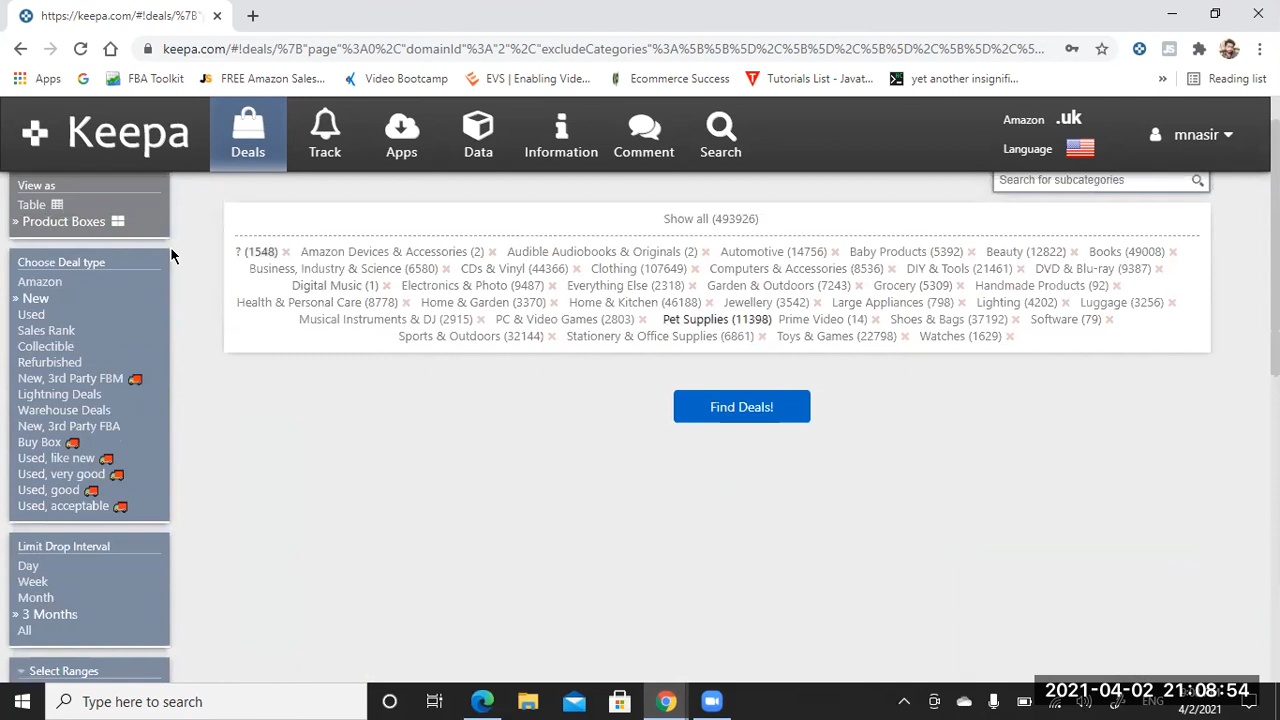 https://keepa.com/#!deals/%7B"p
keepa.com/#!deals/%7B"page"%3A0%2C"domainId"%3A"2"%2C"excludeCategories"%3A%5B%5B%5D%2C%5B%5D%2C%5B%5D%2C%5...
Apps FBA Toolkit FREE Amazon Sales... Video Bootcamp EVS | Enabling Vide... Ecommerce Success Tutorials List - Javat... yet another insignifi... » Reading list
Keepa Deals Track Apps Data Information Comment Search
Amazon .uk
Language
mnasir
View as
Table
» Product Boxes
Search for subcategories
Show all (493926)
? (1548) Amazon Devices & Accessories (2) Audible Audiobooks & Originals (2) Automotive (14756) Baby Products (5392) Beauty (12822) Books (49008)
Business, Industry & Science (6580) CDs & Vinyl (44366) Clothing (107649) Computers & Accessories (8536) DIY & Tools (21461) DVD & Blu-ray (9387)
Digital Music (1) Electronics & Photo (9487) Everything Else (2318) Garden & Outdoors (7243) Grocery (5309) Handmade Products (92)
Health & Personal Care (8778) Home & Garden (3370) Home & Kitchen (46188) Jewellery (3542) Large Appliances (798) Lighting (4202) Luggage (3256)
Musical Instruments & DJ (2915) PC & Video Games (2803) Pet Supplies (11398) Prime Video (14) Shoes & Bags (37192) Software (79)
Sports & Outdoors (32144) Stationery & Office Supplies (6861) Toys & Games (22798) Watches (1629)
Find Deals!
Choose Deal type
Amazon
» New
Used
Sales Rank
Collectible
Refurbished
New, 3rd Party FBM
Lightning Deals
Warehouse Deals
New, 3rd Party FBA
Buy Box
Used, like new
Used, very good
Used, good
Used, acceptable
Limit Drop Interval
Day
Week
Month
» 3 Months
All
Select Ranges
Type here to search
ENG
2021-04-02 21:08:54
4/2/2021